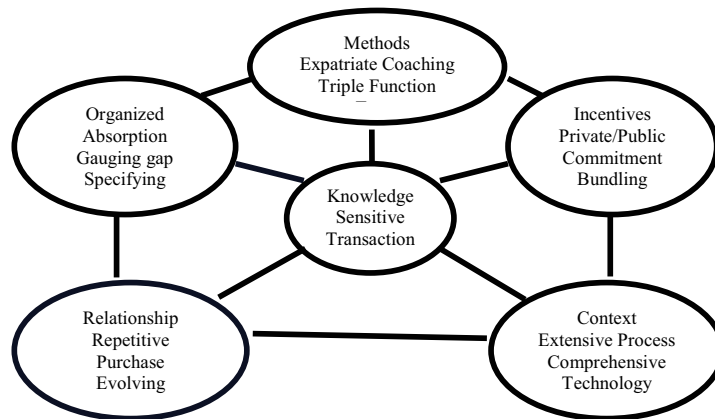 Methods
Expatriate Coaching
Triple Function
Organized
Absorption
Gauging gap
Specifying
Incentives
Private/Public
Commitment
Bundling
Knowledge
Sensitive
Transaction
Relationship
Repetitive
Purchase
Evolving
Context
Extensive Process
Comprehensive
Technology